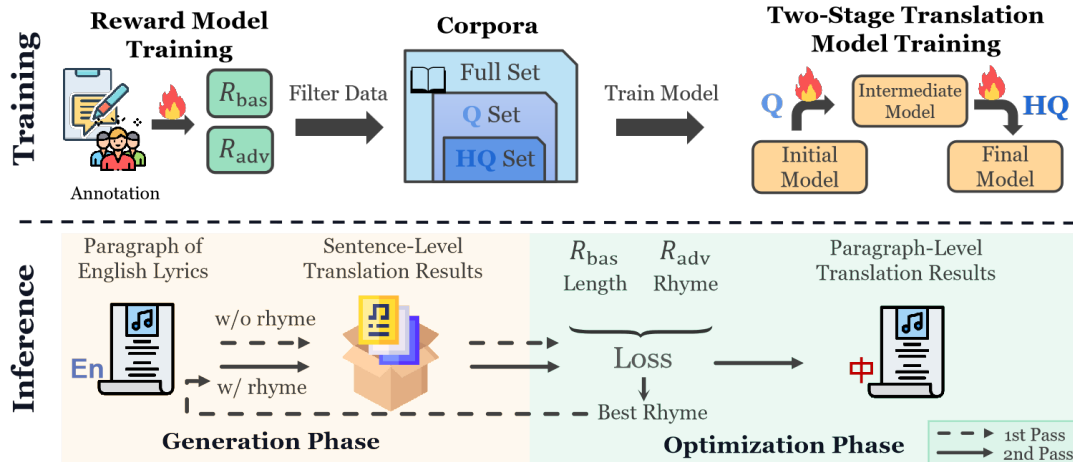 Training
Reward Model
Training
R_bas
R_adv
Annotation
Filter Data
Corpora
Full Set
Q Set
HQ Set
Train Model
Two-Stage Translation
Model Training
Q
Intermediate
Model
HQ
Initial
Model
Final
Model
Inference
Paragraph of
English Lyrics
En
w/o rhyme
w/ rhyme
Sentence-Level
Translation Results
Generation Phase
R_bas
Length
R_adv
Rhyme
Loss
Best Rhyme
Optimization Phase
Paragraph-Level
Translation Results
中
1st Pass
2nd Pass